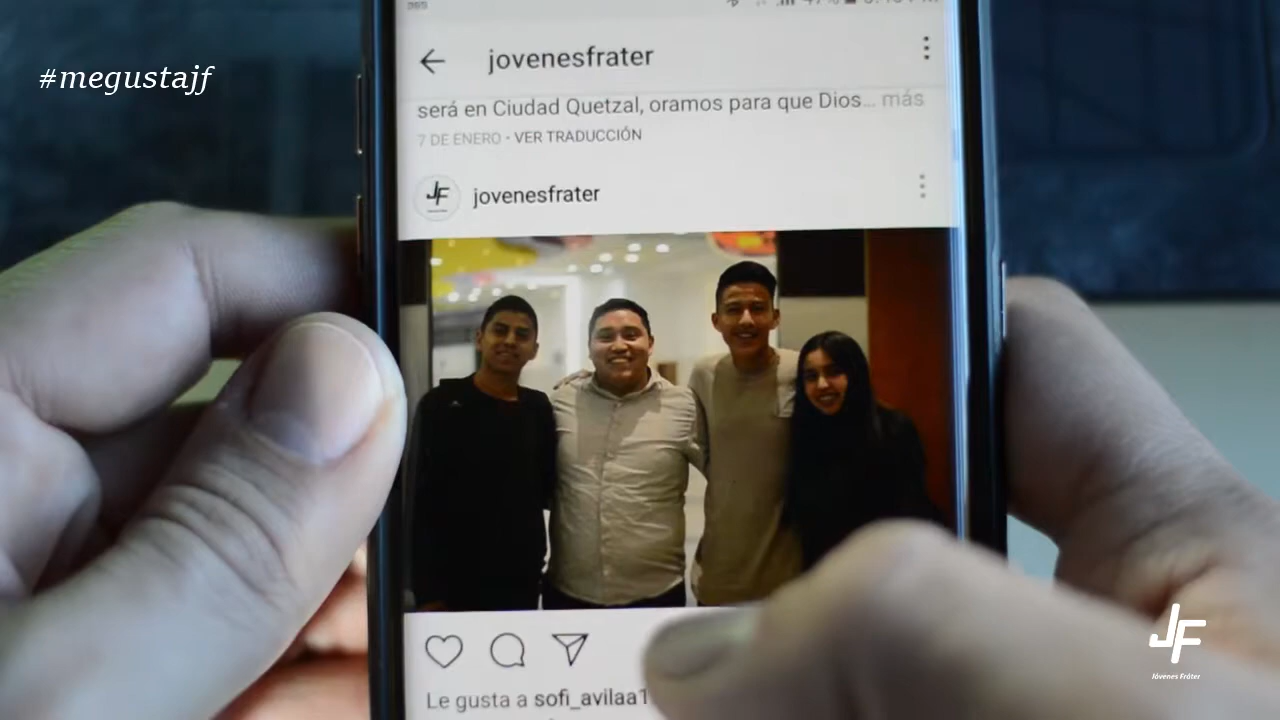 #megustajf
jovenesfrater
será en Ciudad Quetzal, oramos para que Dios... más
7 DE ENERO • VER TRADUCCIÓN
JF
jovenesfrater
Le gusta a sofi_avilaa1
JF
Jóvenes Fráter